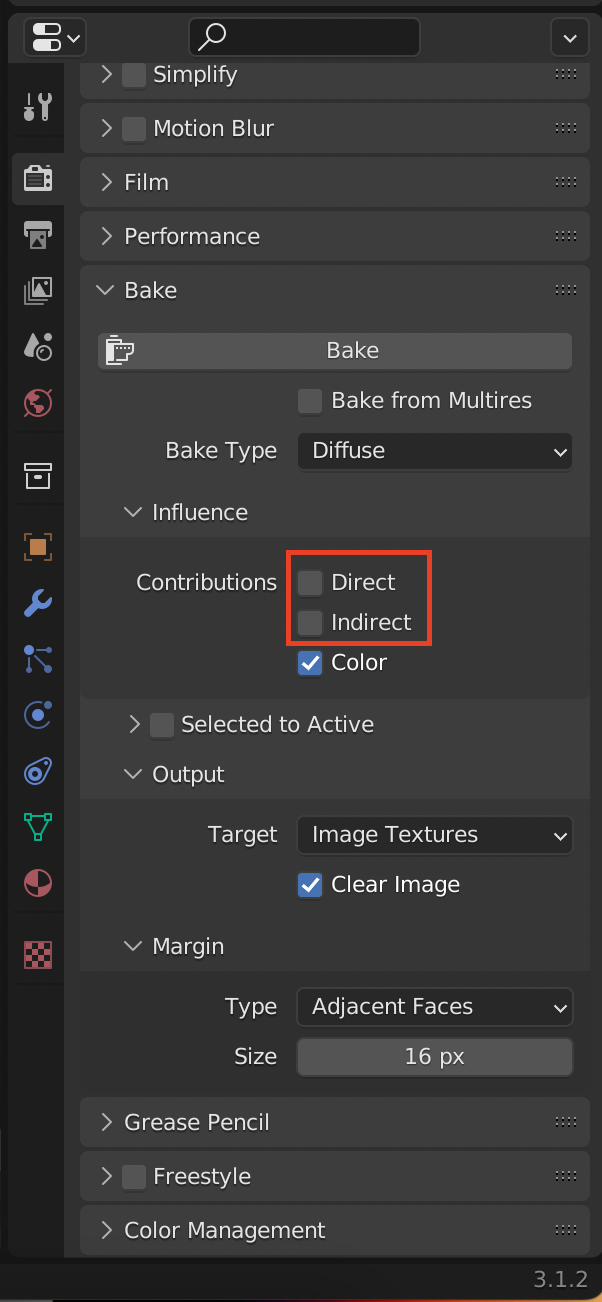 Simplify
Motion Blur
Film
Performance
Bake
Bake
Bake from Multires
Bake Type Diffuse
Influence
Contributions Direct
Indirect
Color
Selected to Active
Output
Target Image Textures
Clear Image
Margin
Type Adjacent Faces
Size 16 px
Grease Pencil
Freestyle
Color Management
3.1.2